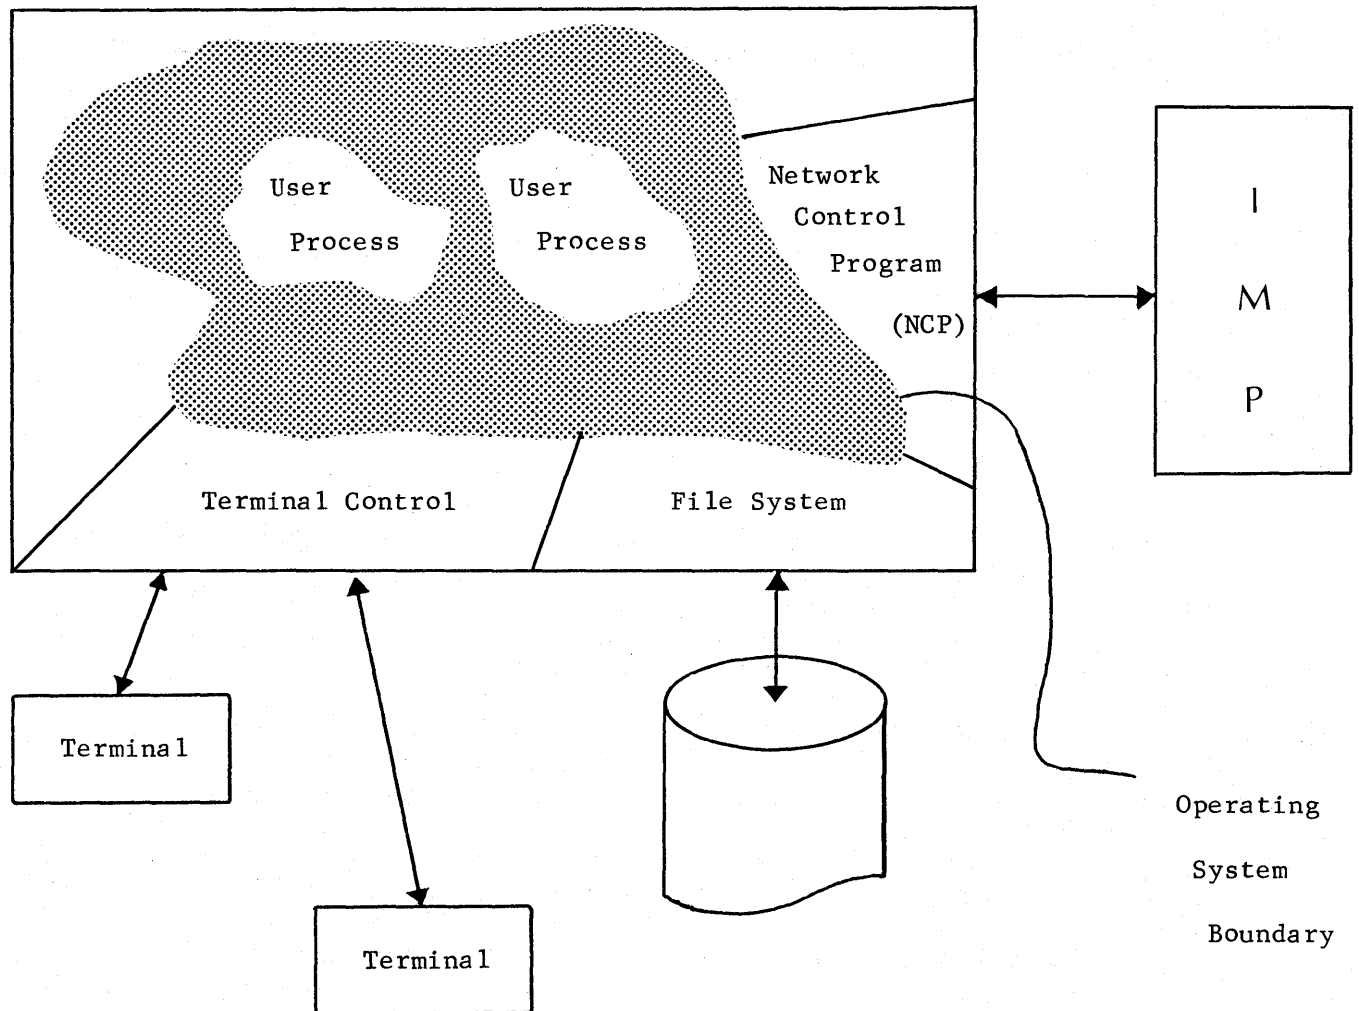 User
Process
User
Process
Network
Control
Program
(NCP)
I
M
P
Terminal Control
File System
Terminal
Terminal
Operating
System
Boundary